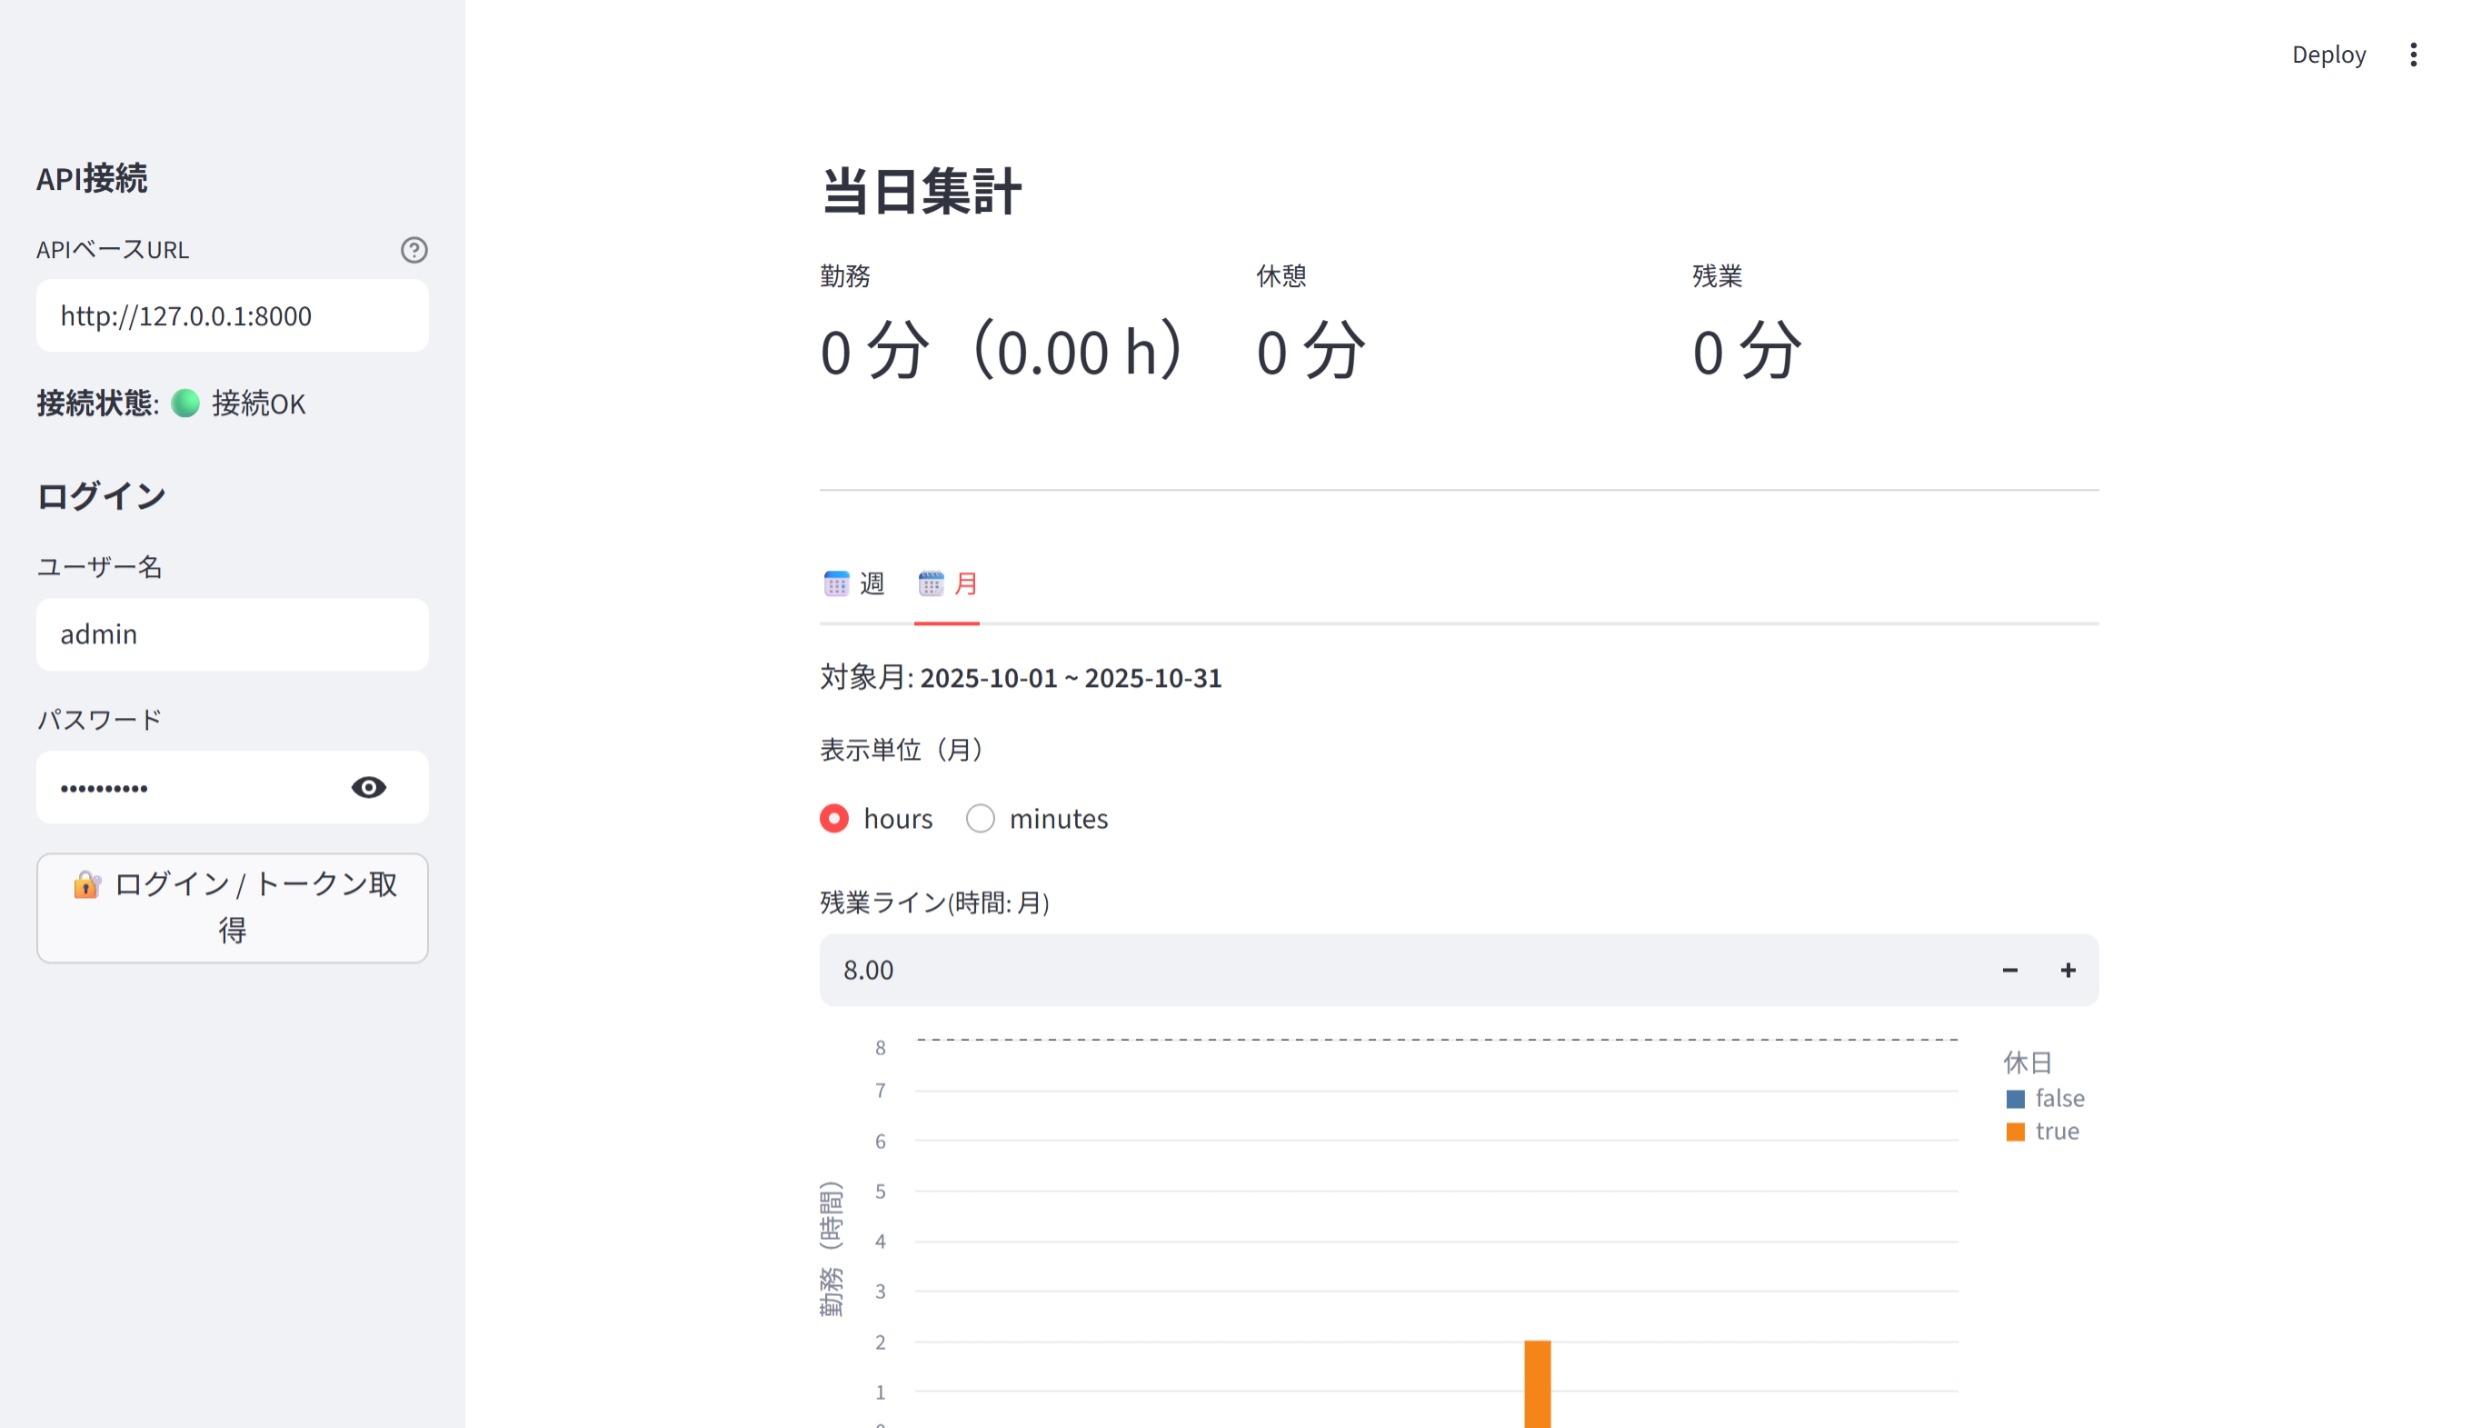 Deploy
API接続
APIベースURL
http://127.0.0.1:8000
接続状態: 接続OK
ログイン
ユーザー名
admin
パスワード
••••••••••
ログイン / トークン取
得
当日集計
勤務
0 分（0.00 h）
休憩
0 分
残業
0 分
週
月
対象月: 2025-10-01 ~ 2025-10-31
表示単位（月）
hours
minutes
残業ライン(時間: 月)
8.00
勤務（時間）
8
7
6
5
4
3
2
1
休日
false
true